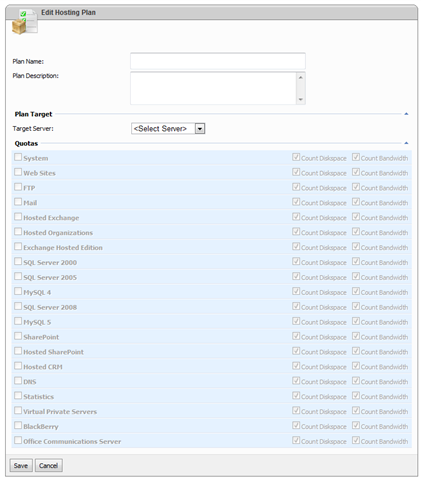 Edit Hosting Plan
Plan Name:
Plan Description:
Plan Target
Target Server: <Select Server>
Quotas
System Count Diskspace Count Bandwidth
Web Sites Count Diskspace Count Bandwidth
FTP Count Diskspace Count Bandwidth
Mail Count Diskspace Count Bandwidth
Hosted Exchange Count Diskspace Count Bandwidth
Hosted Organizations Count Diskspace Count Bandwidth
Exchange Hosted Edition Count Diskspace Count Bandwidth
SQL Server 2000 Count Diskspace Count Bandwidth
SQL Server 2005 Count Diskspace Count Bandwidth
MySQL 4 Count Diskspace Count Bandwidth
SQL Server 2008 Count Diskspace Count Bandwidth
MySQL 5 Count Diskspace Count Bandwidth
SharePoint Count Diskspace Count Bandwidth
Hosted SharePoint Count Diskspace Count Bandwidth
Hosted CRM Count Diskspace Count Bandwidth
DNS Count Diskspace Count Bandwidth
Statistics Count Diskspace Count Bandwidth
Virtual Private Servers Count Diskspace Count Bandwidth
BlackBerry Count Diskspace Count Bandwidth
Office Communications Server Count Diskspace Count Bandwidth
Save Cancel